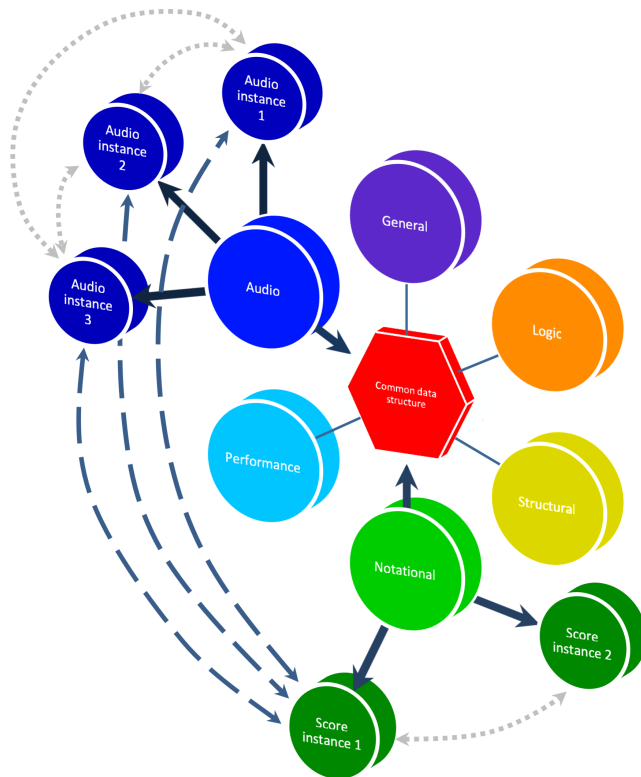 Audio
instance
1
Audio
instance
2
General
Audio
instance
3
Audio
Logic
Common data
structure
Performance
Structural
Notational
Score
instance 2
Score
instance 1